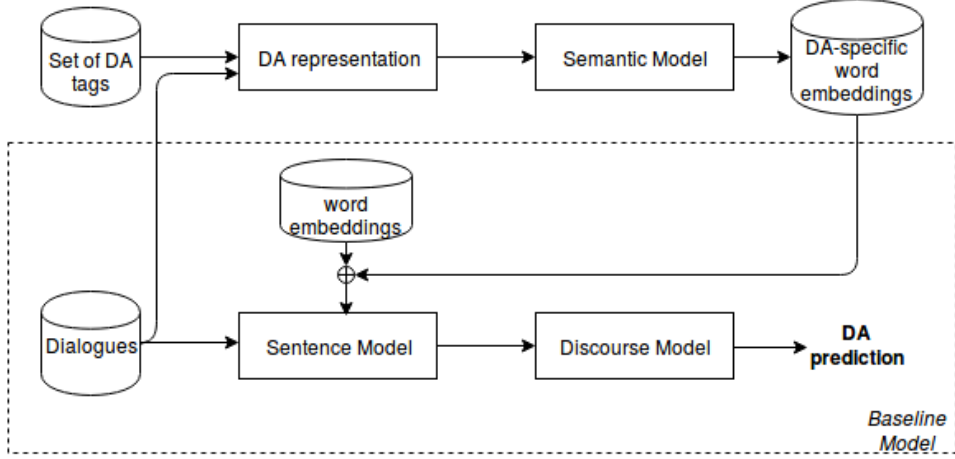 Set of DA
tags
DA representation
Semantic Model
DA-specific
word
embeddings
word
embeddings
Dialogues
Sentence Model
Discourse Model
DA
prediction
Baseline
Model